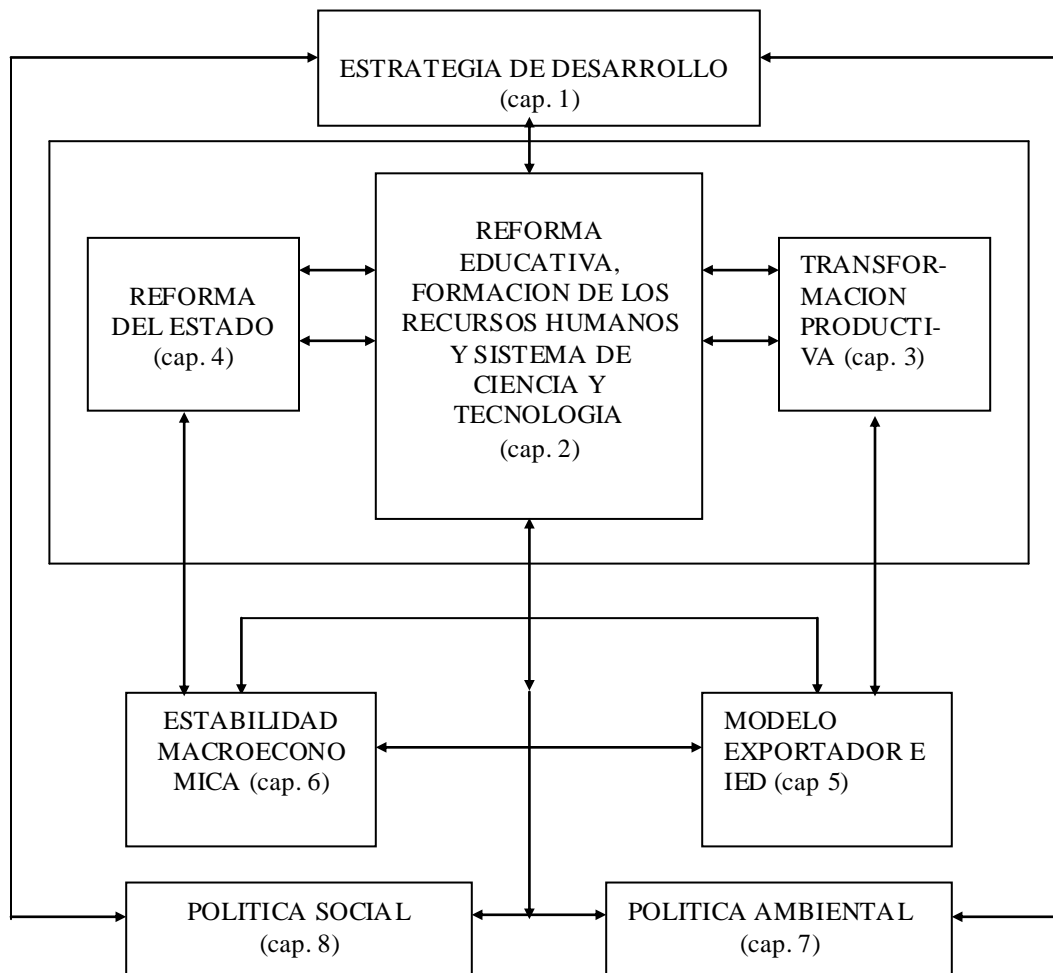 ESTRATEGIA DE DESARROLLO
(cap. 1)
REFORMA
DEL ESTADO
(cap. 4)
REFORMA
EDUCATIVA,
FORMACION DE LOS
RECURSOS HUMANOS
Y SISTEMA DE
CIENCIA Y
TECNOLOGIA
(cap. 2)
TRANSFOR-
MACION
PRODUCTI-
VA (cap. 3)
ESTABILIDAD
MACROECONO
MICA (cap. 6)
MODELO
EXPORTADOR E
IED (cap 5)
POLITICA SOCIAL
(cap. 8)
POLITICA AMBIENTAL
(cap. 7)